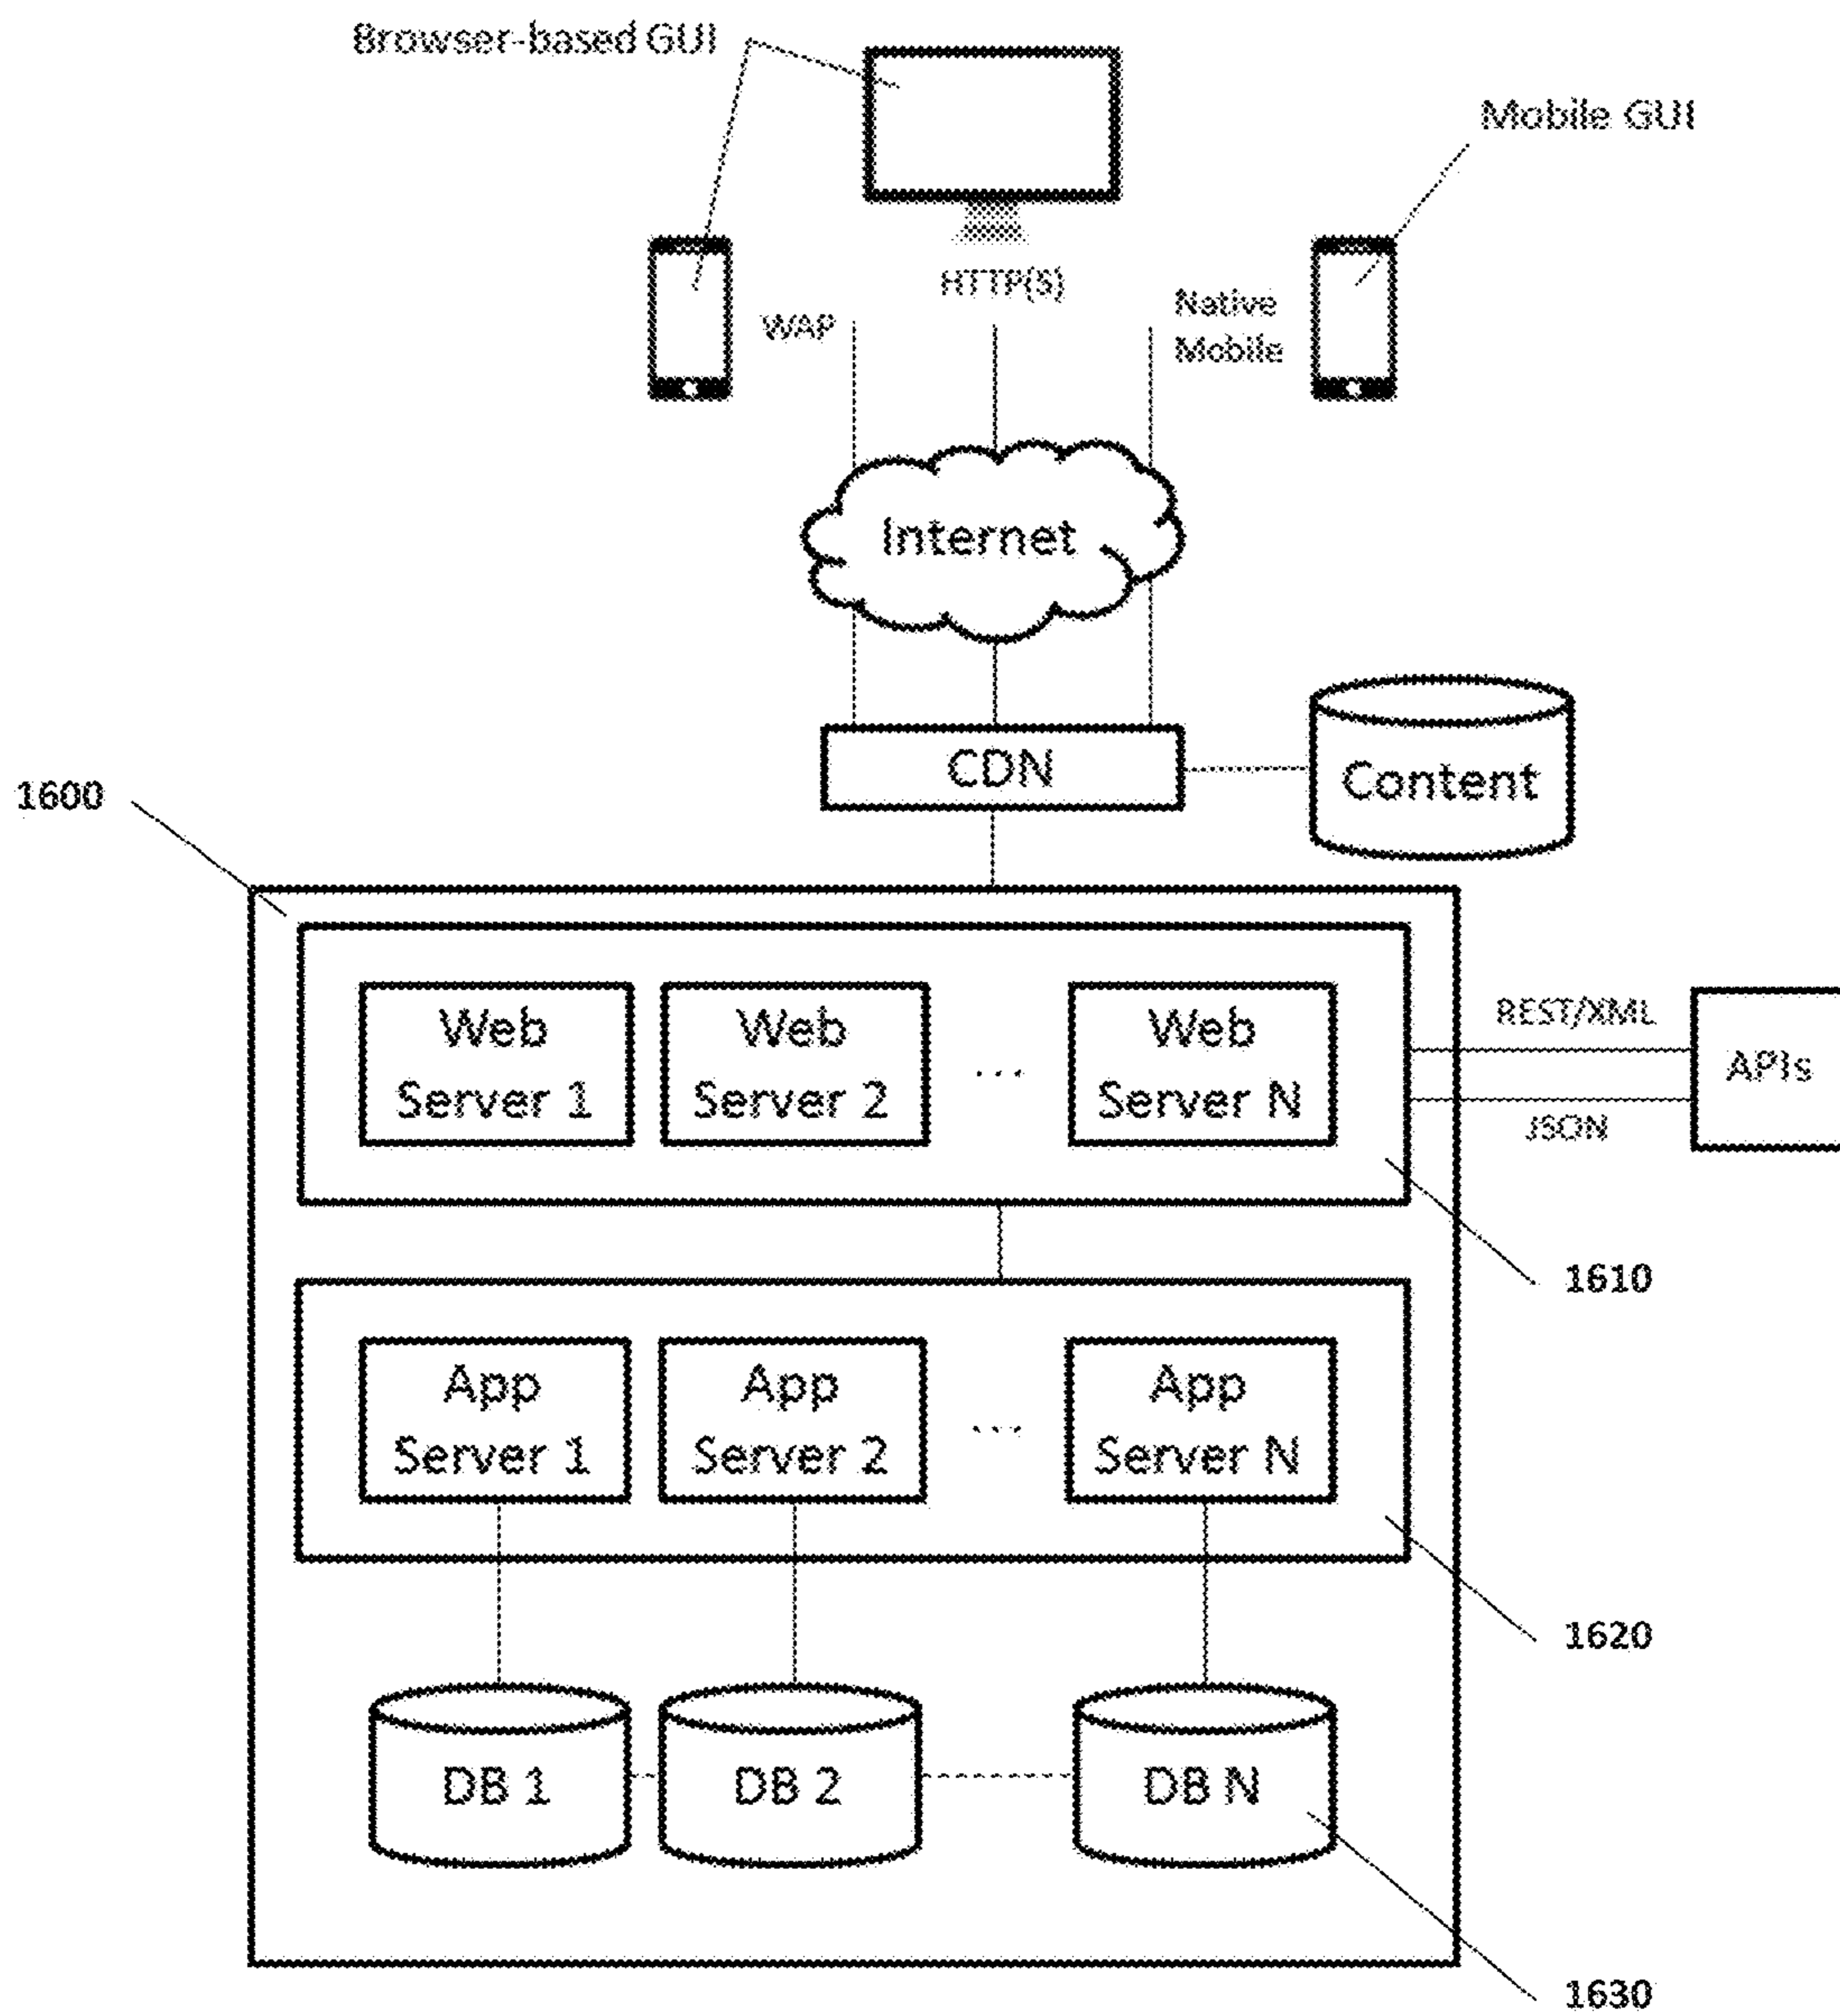 Browser-based GUI
Mobile GUI
HTTP(S)
WAP
Native
Mobile
Internet
CDN
Content
1600
Web
Server 1
Web
Server 2
...
Web
Server N
REST/XML
APIs
JSON
1610
App
Server 1
App
Server 2
...
App
Server N
1620
DB 1
DB 2
DB N
1630